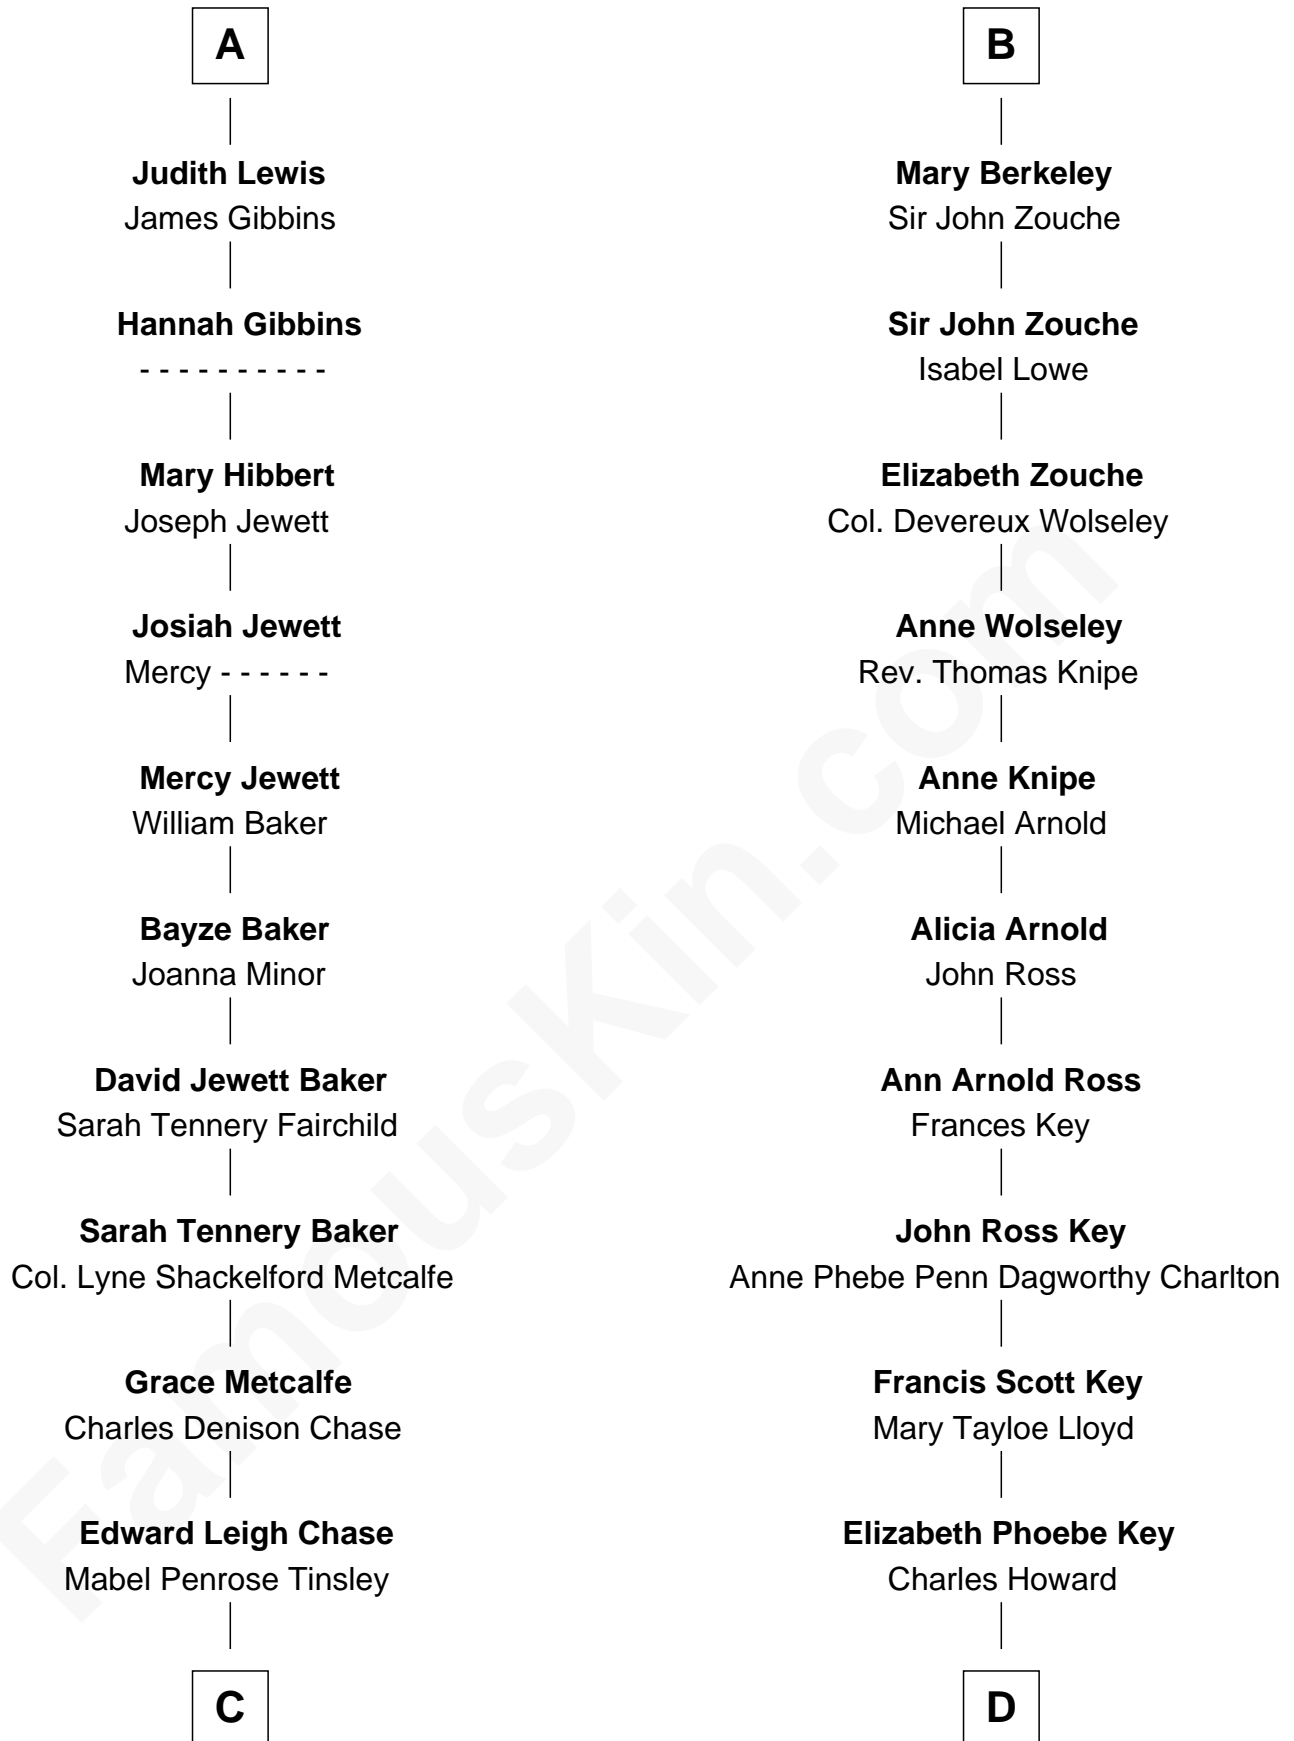 A
Judith Lewis
James Gibbins
Hannah Gibbins
- - - - - - - - - -
Mary Hibbert
Joseph Jewett
Josiah Jewett
Mercy - - - - - -
Mercy Jewett
William Baker
Bayze Baker
Joanna Minor
David Jewett Baker
Sarah Tennery Fairchild
Sarah Tennery Baker
Col. Lyne Shackelford Metcalfe
Grace Metcalfe
Charles Denison Chase
Edward Leigh Chase
Mabel Penrose Tinsley
C
B
Mary Berkeley
Sir John Zouche
Sir John Zouche
Isabel Lowe
Elizabeth Zouche
Col. Devereux Wolseley
Anne Wolseley
Rev. Thomas Knipe
Anne Knipe
Michael Arnold
Alicia Arnold
John Ross
Ann Arnold Ross
Frances Key
John Ross Key
Anne Phebe Penn Dagworthy Charlton
Francis Scott Key
Mary Tayloe Lloyd
Elizabeth Phoebe Key
Charles Howard
D
FamousKin.com